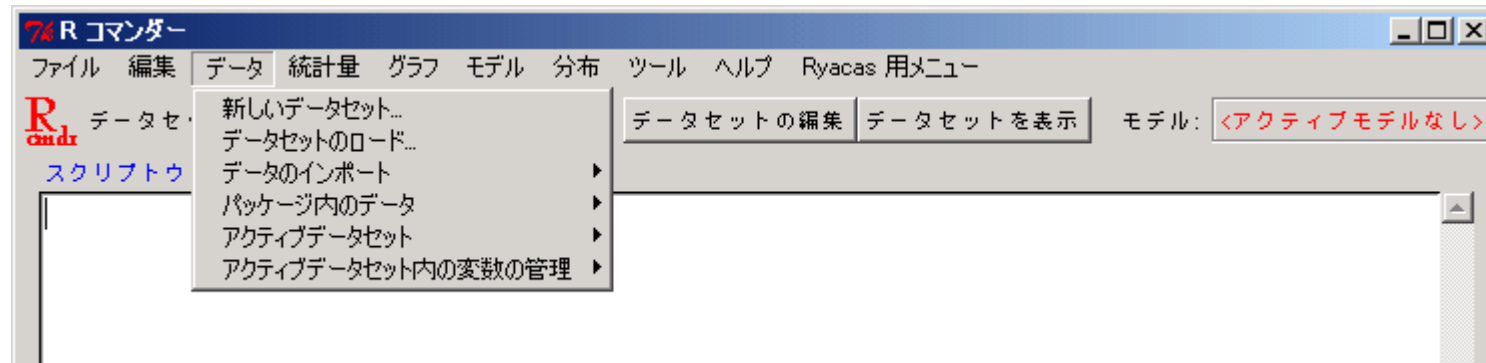 R コマンダー
ファイル 編集 データ 統計量 グラフ モデル 分布 ツール ヘルプ Ryacas 用メニュー
Rcmdr データセ データセットの編集 データセットを表示 モデル: <アクティブモデルなし>
スクリプトウ
新しいデータセット...
データセットのロード...
データのインポート
パッケージ内のデータ
アクティブデータセット
アクティブデータセット内の変数の管理